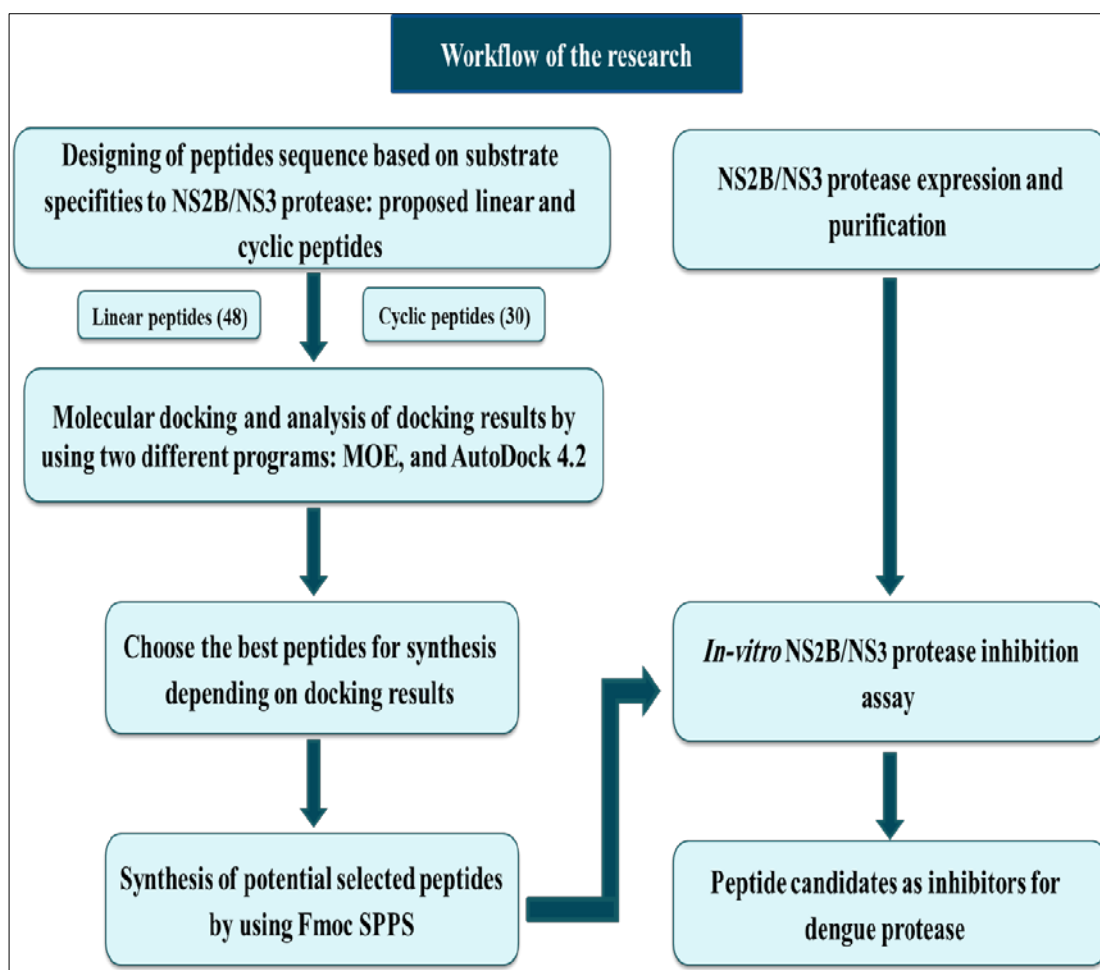 Workflow of the research
Designing of peptides sequence based on substrate
specifities to NS2B/NS3 protease: proposed linear and
cyclic peptides
Linear peptides (48)
Cyclic peptides (30)
Molecular docking and analysis of docking results by
using two different programs: MOE, and AutoDock 4.2
Choose the best peptides for synthesis
depending on docking results
Synthesis of potential selected peptides
by using Fmoc SPPS
NS2B/NS3 protease expression and
purification
In-vitro NS2B/NS3 protease inhibition
assay
Peptide candidates as inhibitors for
dengue protease